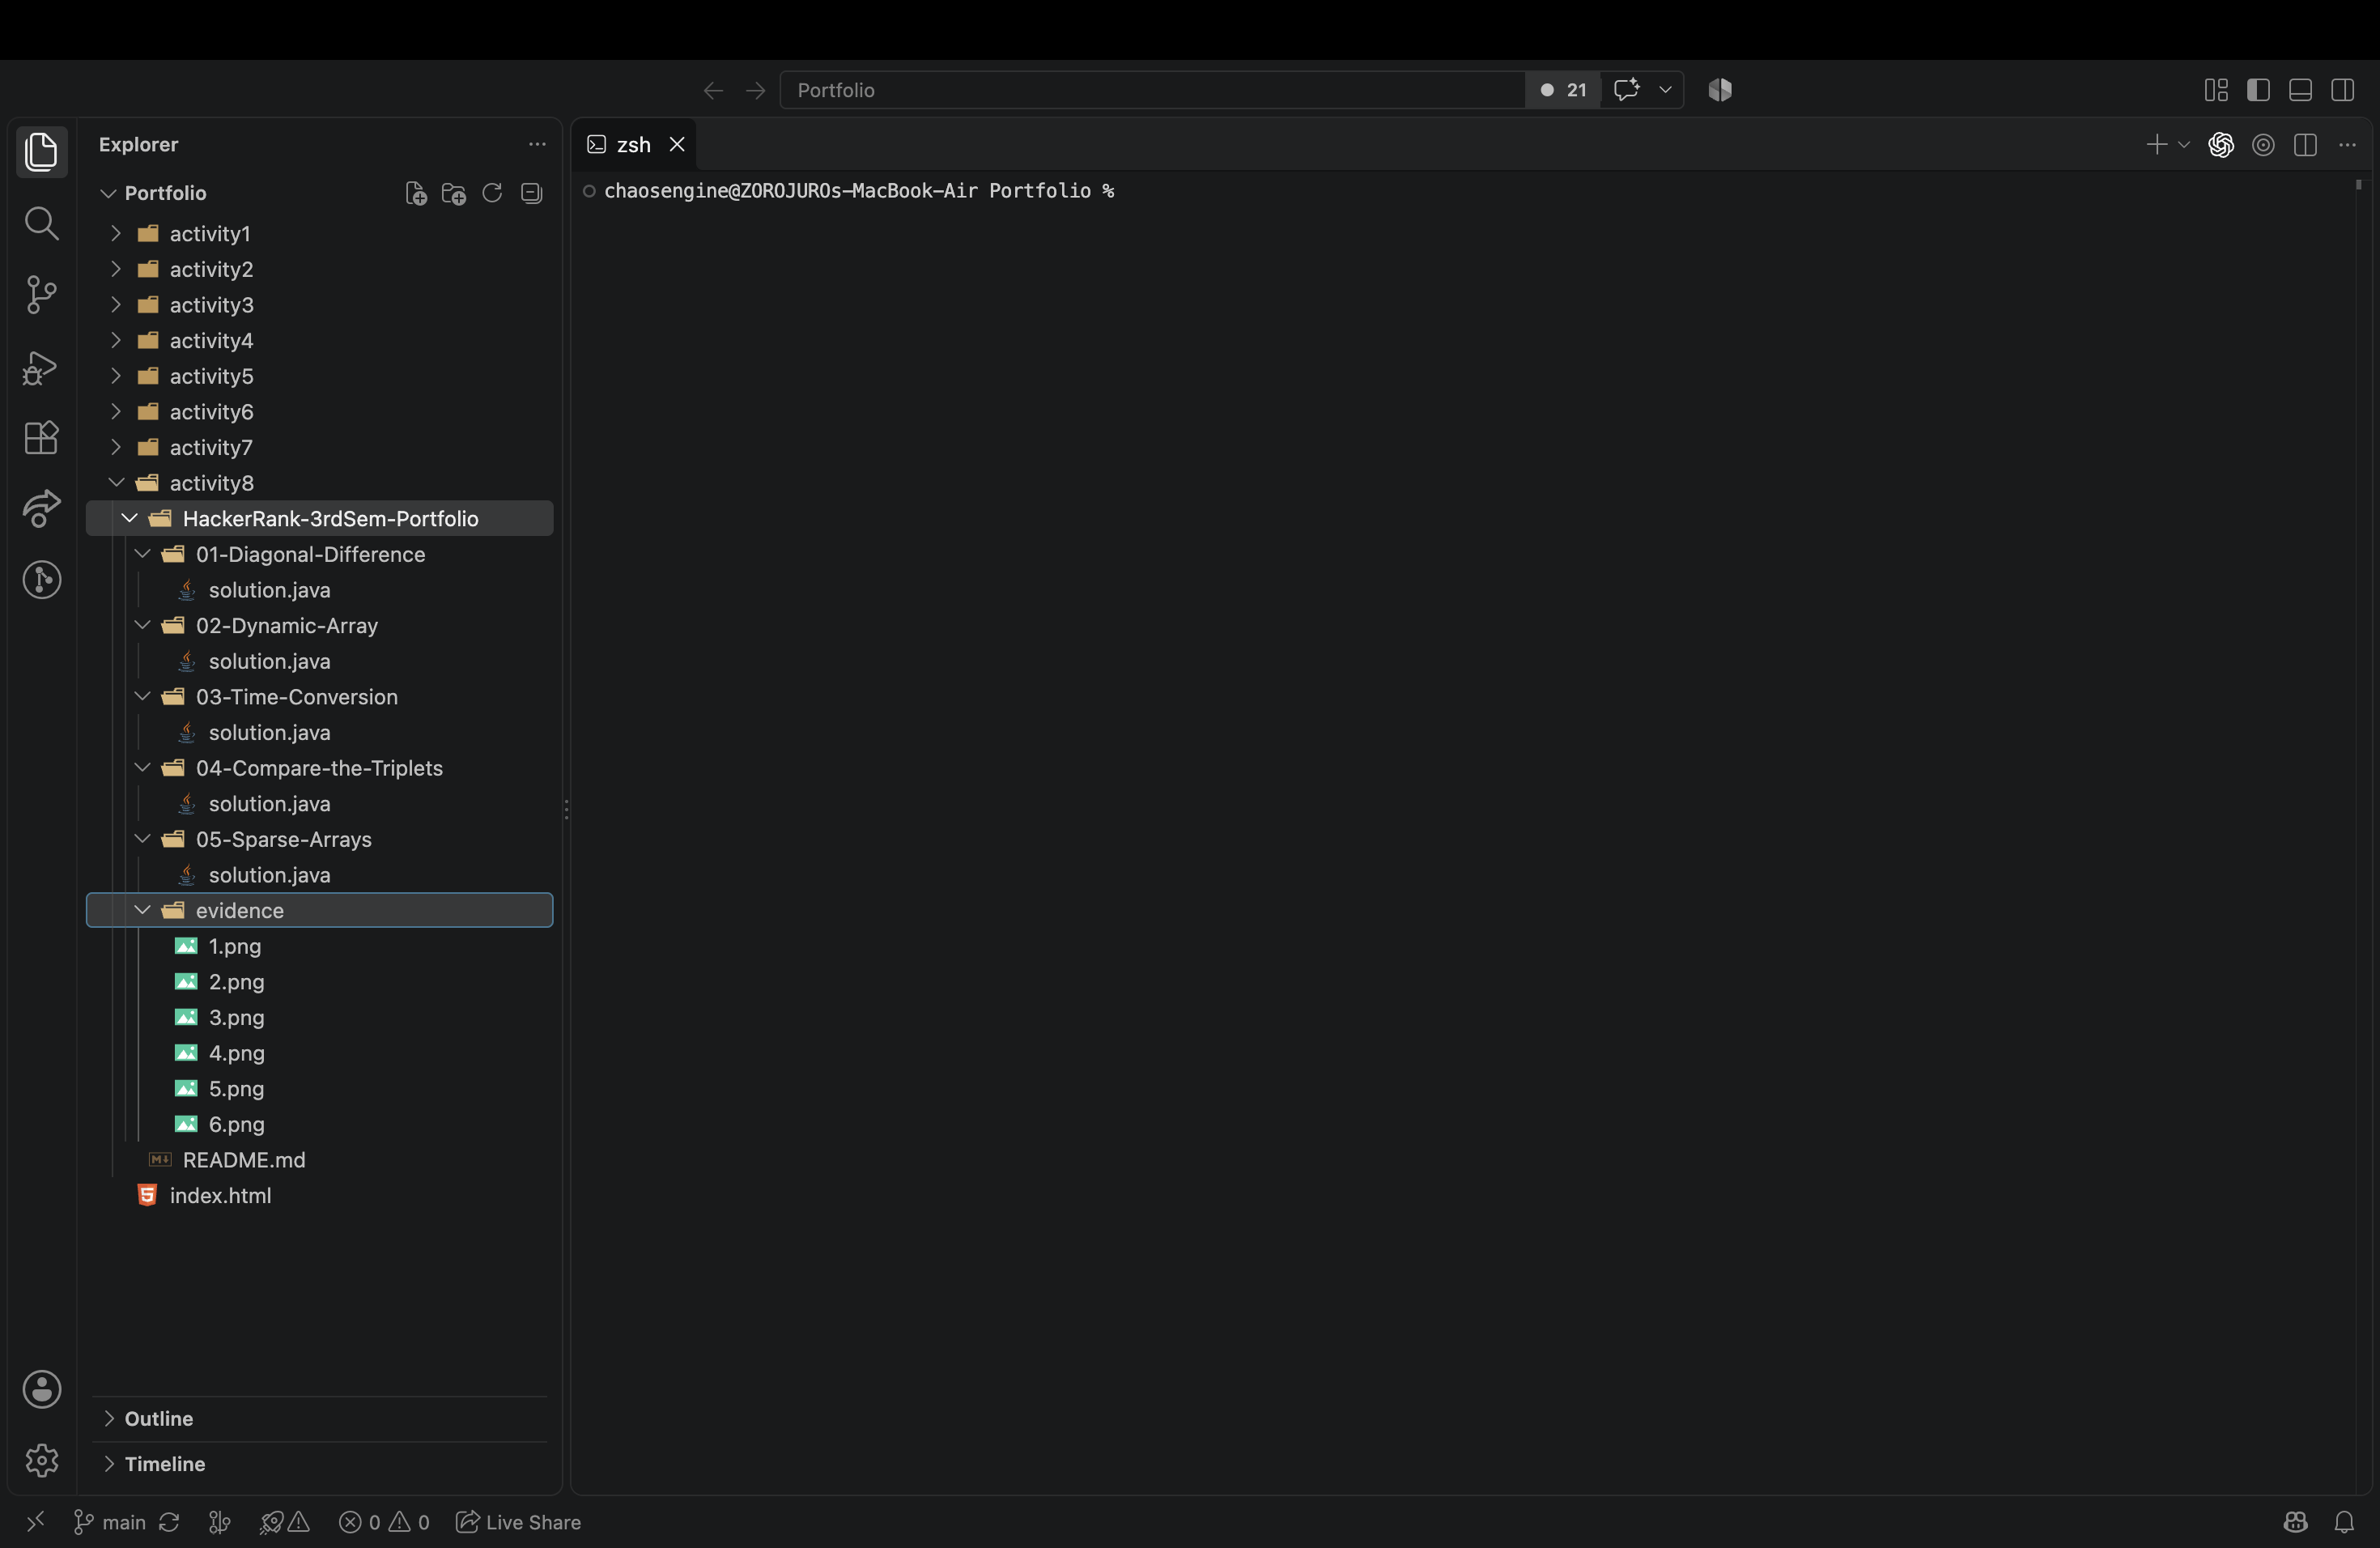 Portfolio
21
Explorer
Portfolio
activity1
activity2
activity3
activity4
activity5
activity6
activity7
activity8
HackerRank-3rdSem-Portfolio
01-Diagonal-Difference
solution.java
02-Dynamic-Array
solution.java
03-Time-Conversion
solution.java
04-Compare-the-Triplets
solution.java
05-Sparse-Arrays
solution.java
evidence
1.png
2.png
3.png
4.png
5.png
6.png
README.md
index.html
Outline
Timeline
zsh
chaosengine@ZOROJUROs-MacBook-Air Portfolio %
main 0 0 Live Share